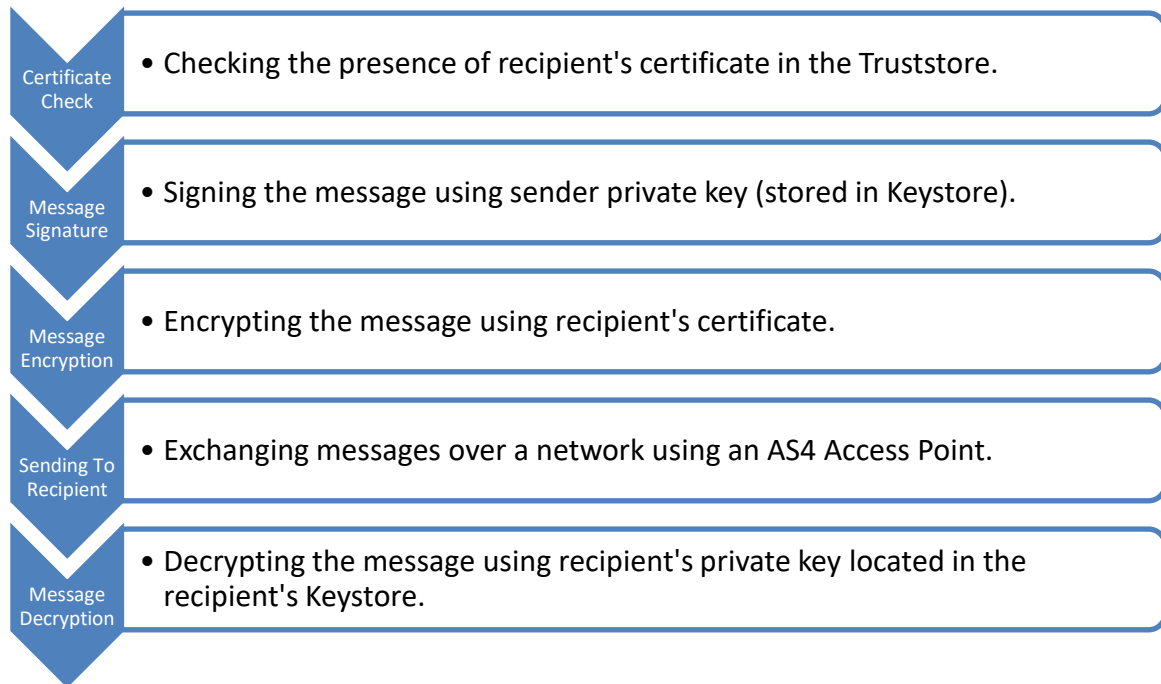 Certificate
Check
• Checking the presence of recipient's certificate in the Truststore.
Message
Signature
• Signing the message using sender private key (stored in Keystore).
Message
Encryption
• Encrypting the message using recipient's certificate.
Sending To
Recipient
• Exchanging messages over a network using an AS4 Access Point.
Message
Decryption
• Decrypting the message using recipient's private key located in the
recipient's Keystore.